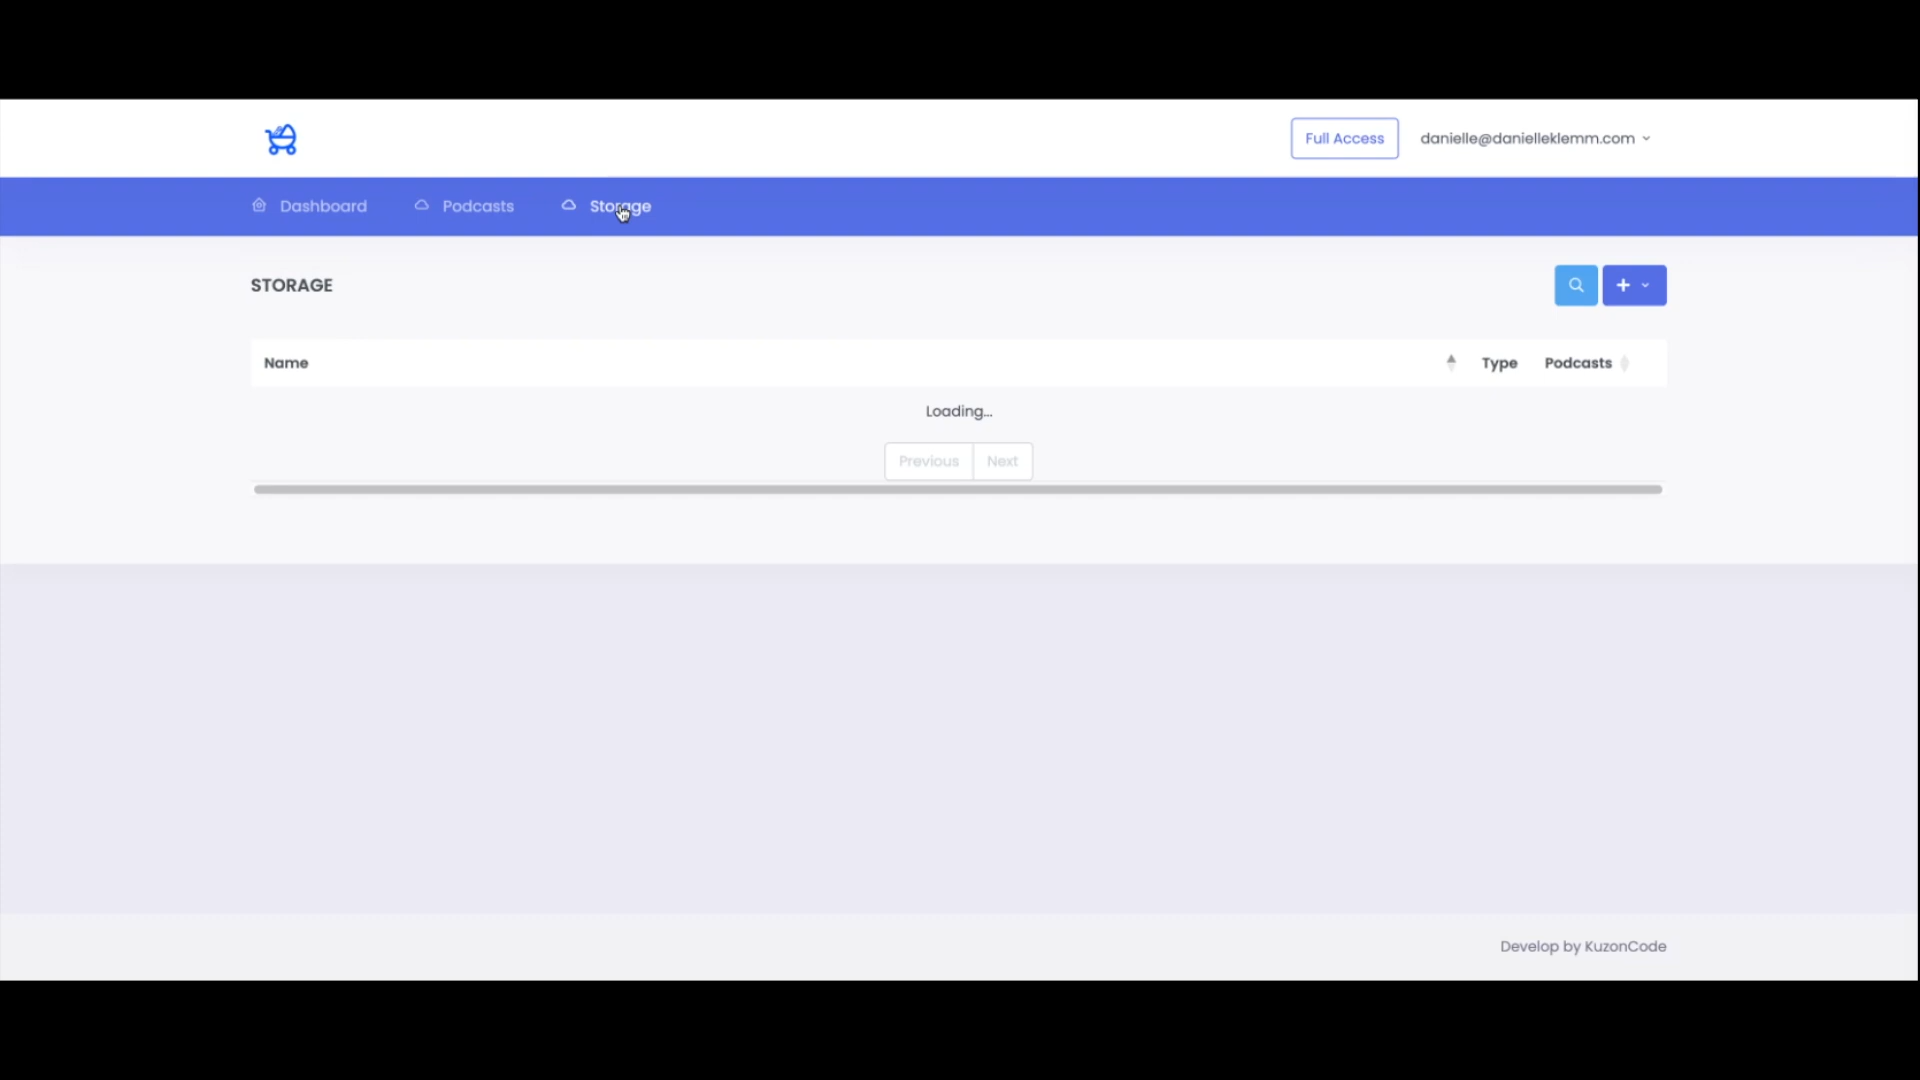 Full Access danielle@danielleklemm.com
Dashboard Podcasts Storage
STORAGE
Name Type Podcasts
Loading...
Previous Next
Develop by KuzonCode